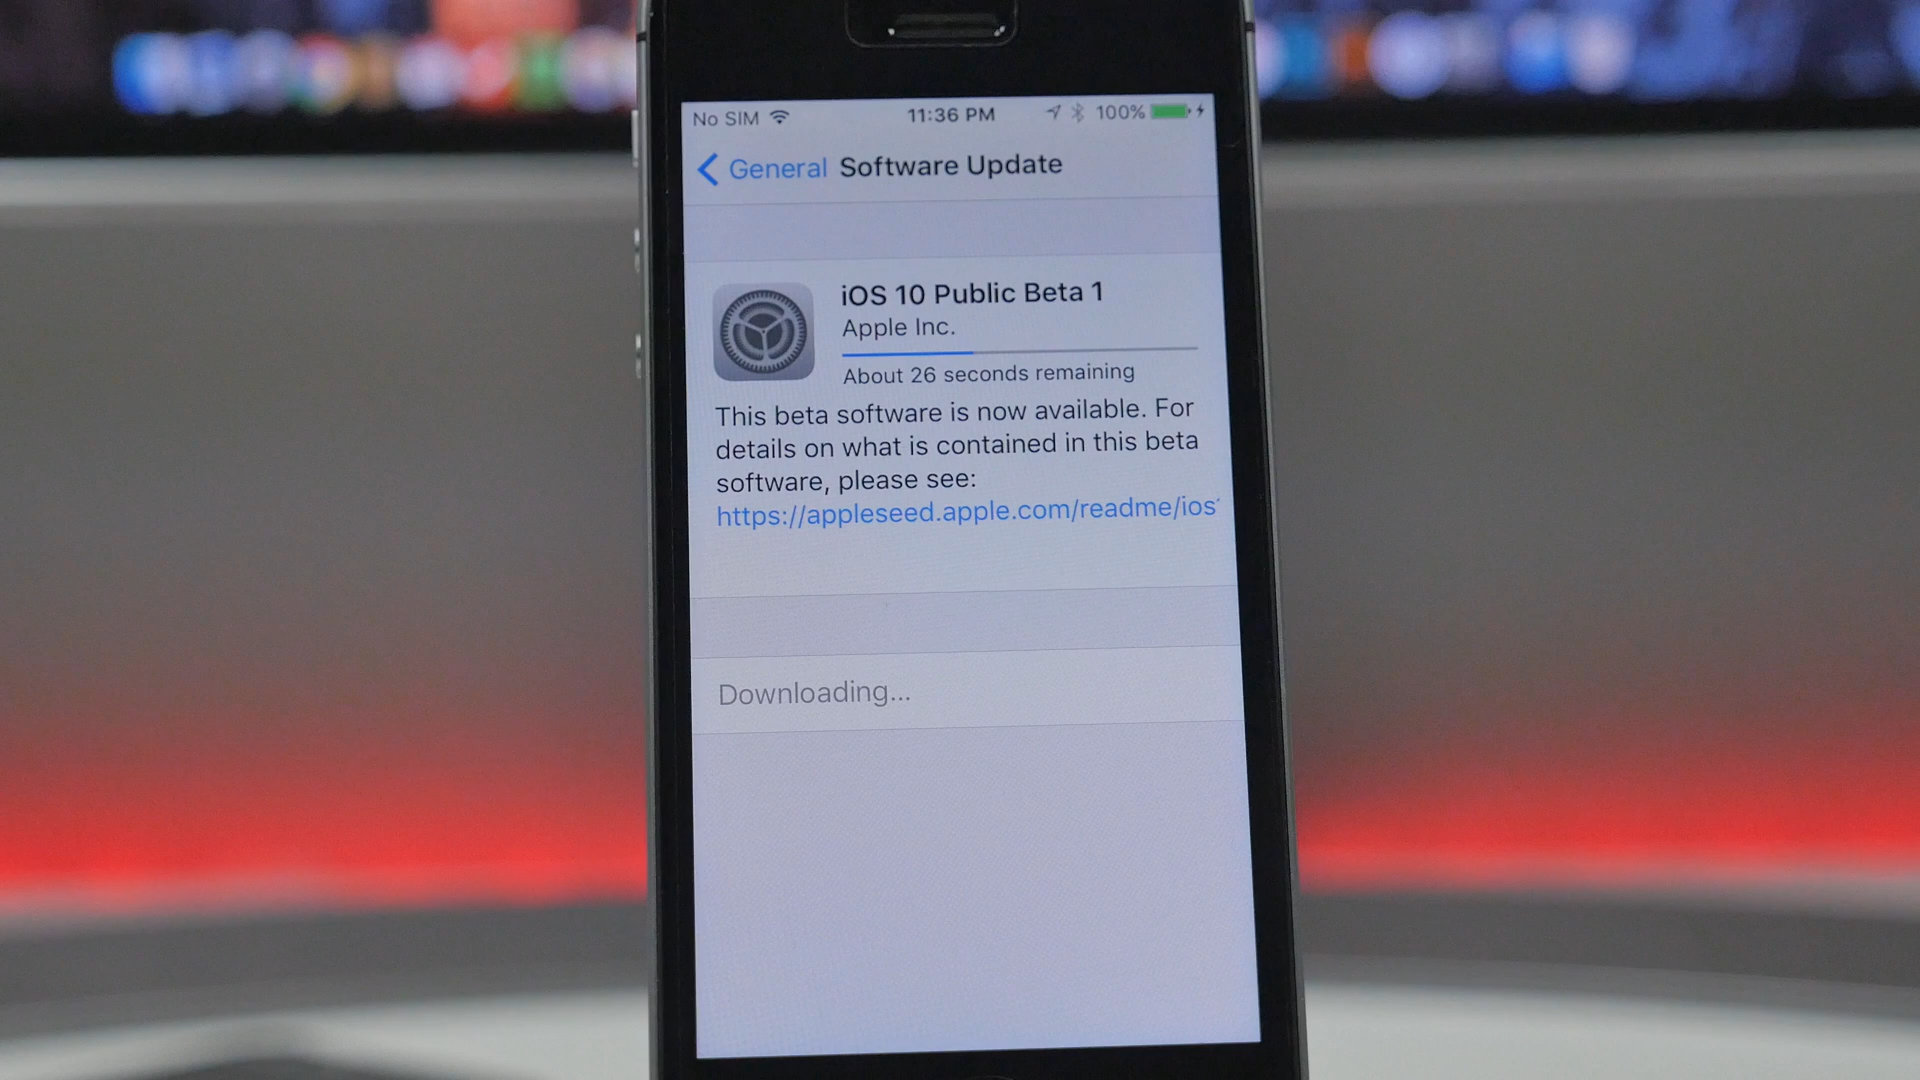 No SIM 11:36 PM 100%
General Software Update
iOS 10 Public Beta 1
Apple Inc.
About 26 seconds remaining
This beta software is now available. For
details on what is contained in this beta
software, please see:
https://appleseed.apple.com/readme/ios
Downloading...